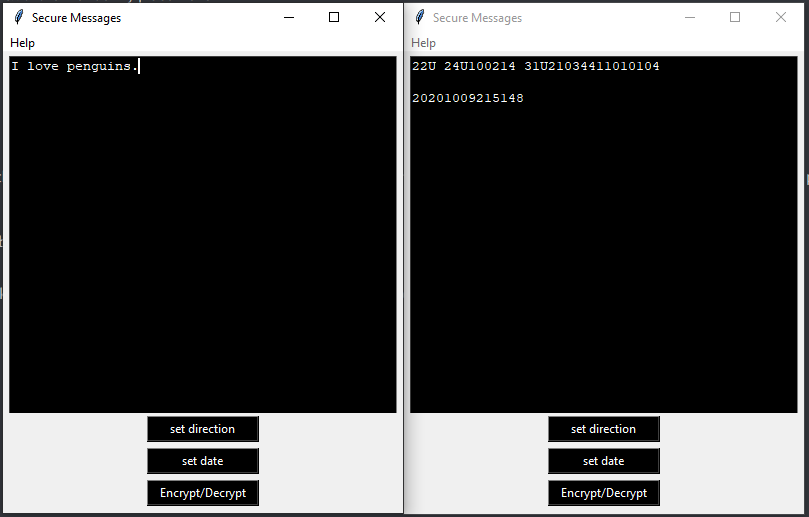 Secure Messages
Help
I love penguins.
set direction
set date
Encrypt/Decrypt
Secure Messages
Help
22U 24U100214 31U21034411010104
20201009215148
set direction
set date
Encrypt/Decrypt